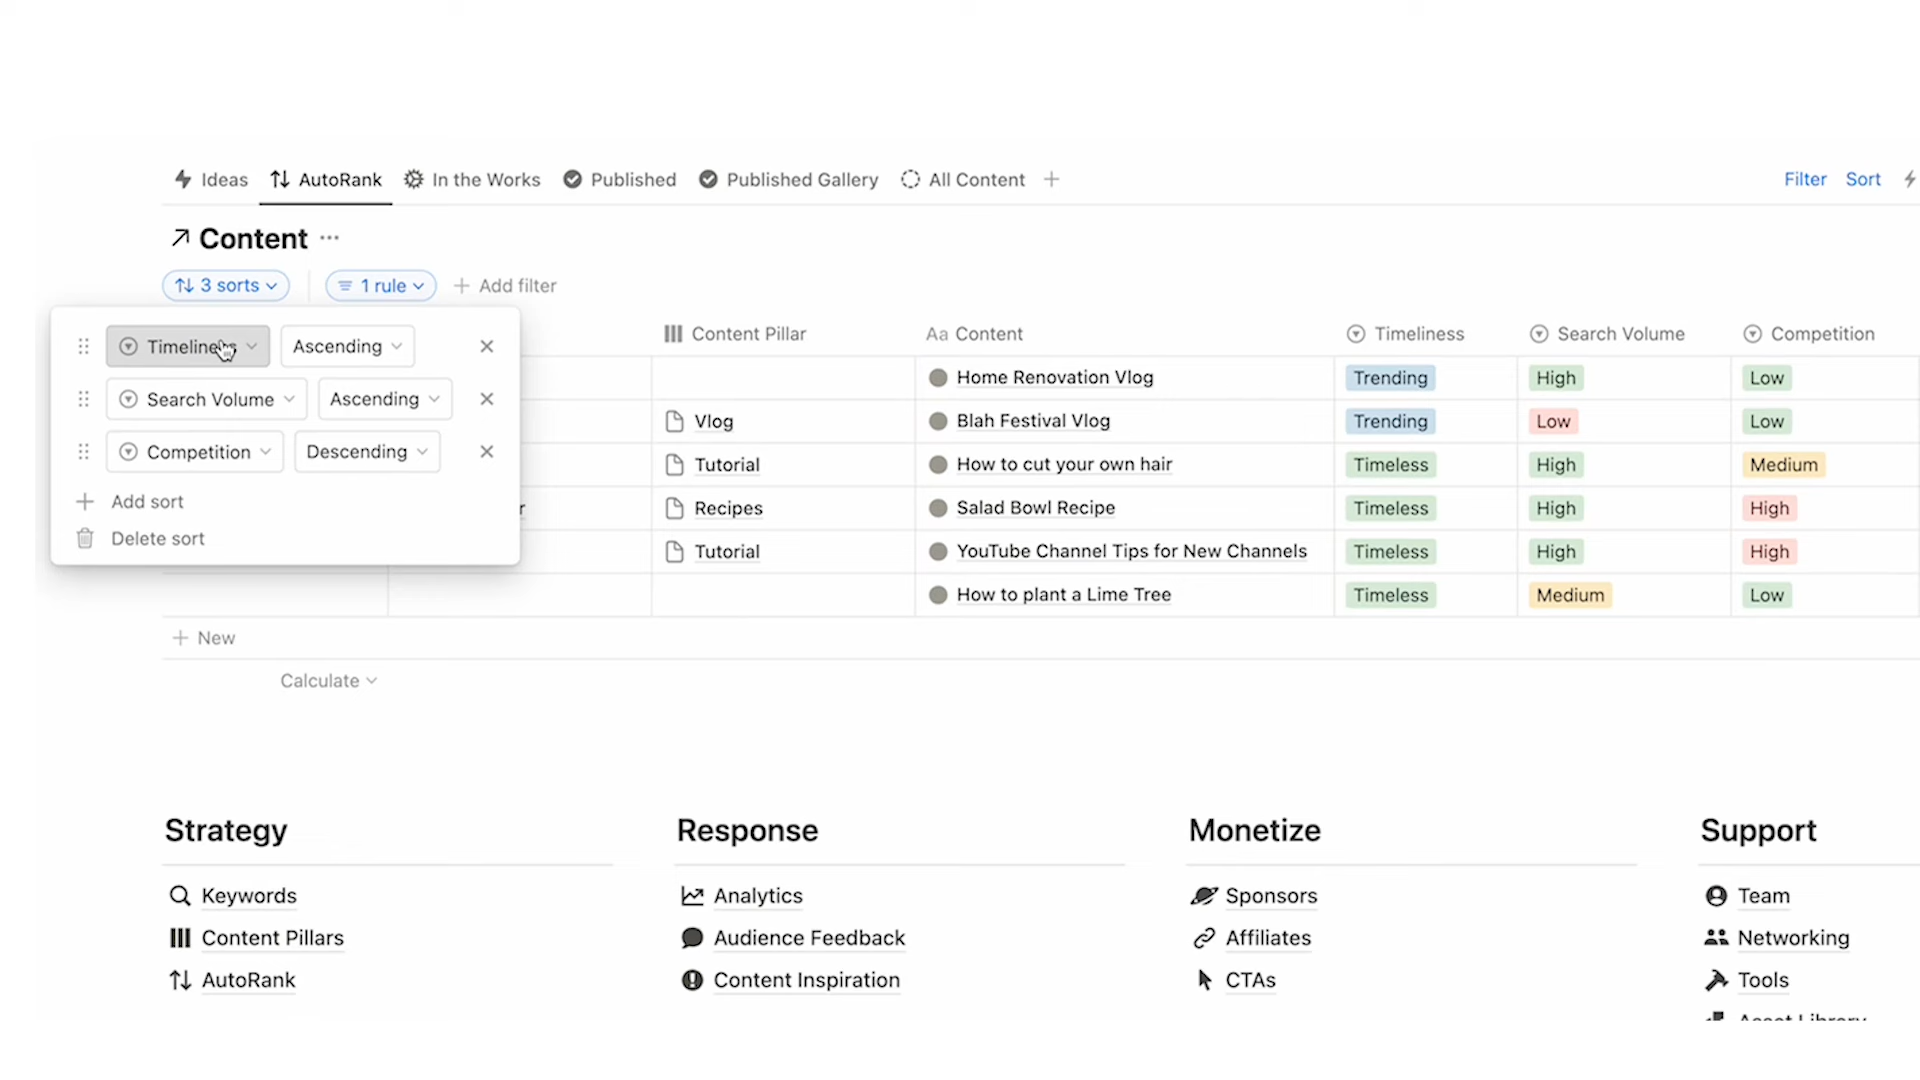 Ideas AutoRank In the Works Published Published Gallery All Content Filter Sort
Content
3 sorts 1 rule Add filter
Ascending
Search Volume Ascending
Competition Descending
Add sort
Delete sort
Content Pillar Aa Content Timeliness Search Volume Competition
Home Renovation Vlog Trending High Low
Vlog Blah Festival Vlog Trending Low Low
Tutorial How to cut your own hair Timeless High Medium
r Recipes Salad Bowl Recipe Timeless High High
Tutorial YouTube Channel Tips for New Channels Timeless High High
How to plant a Lime Tree Timeless Medium Low
New
Calculate
Strategy Response Monetize Support
Keywords Analytics Sponsors Team
Content Pillars Audience Feedback Affiliates Networking
AutoRank Content Inspiration CTAs Tools